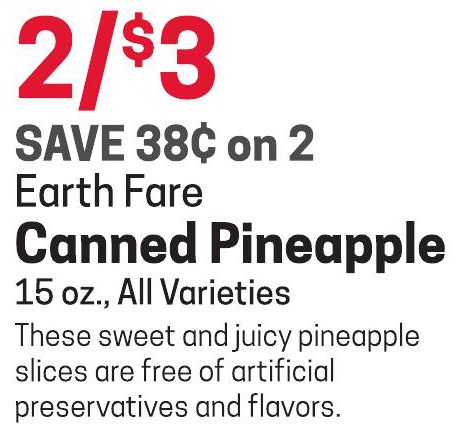 2/$3
SAVE 38¢ on 2
Earth Fare
Canned Pineapple
15 oz., All Varieties
These sweet and juicy pineapple
slices are free of artificial
preservatives and flavors.